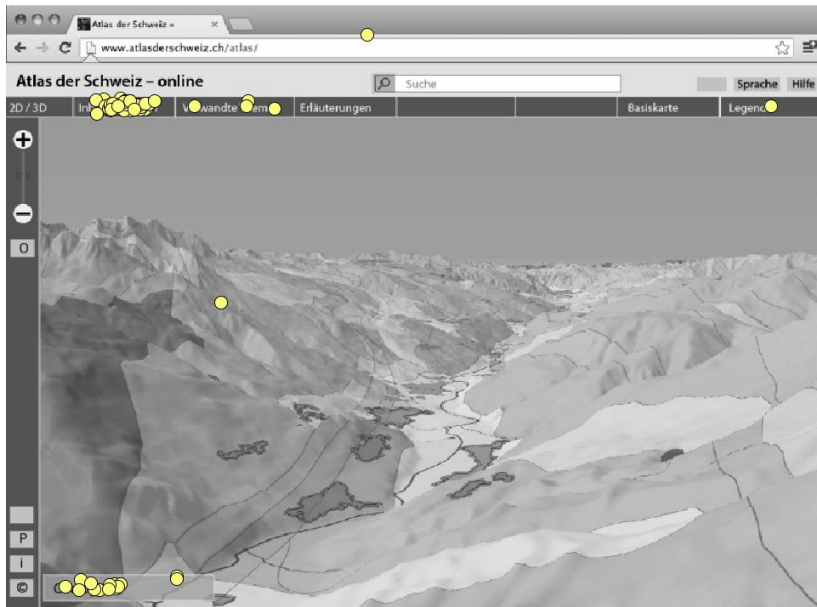 Atlas der Schweiz «
www.atlasderschweiz.ch/atlas/
Atlas der Schweiz – online
Suche
Sprache Hilfe
2D / 3D
Erläuterungen
Basiskarte
O
P
i
©